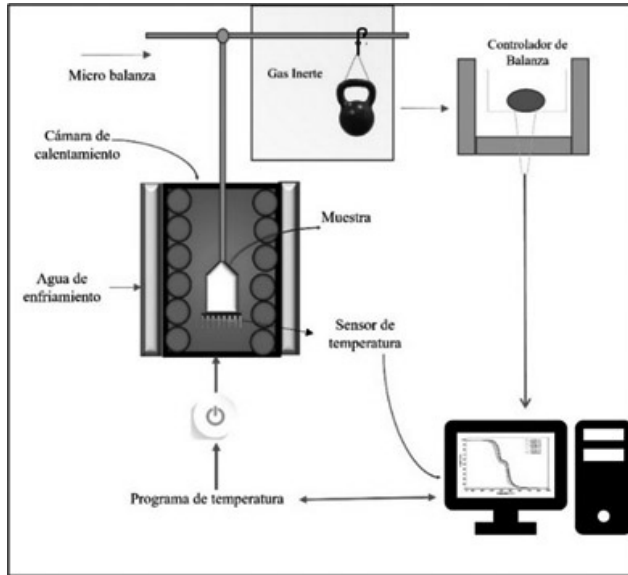 Controlador de
Balanza
Micro balanza
Gas Inerte
Cámara de
calentamiento
Muestra
Agua de
enfriamiento
Sensor de
temperatura
Programa de temperatura